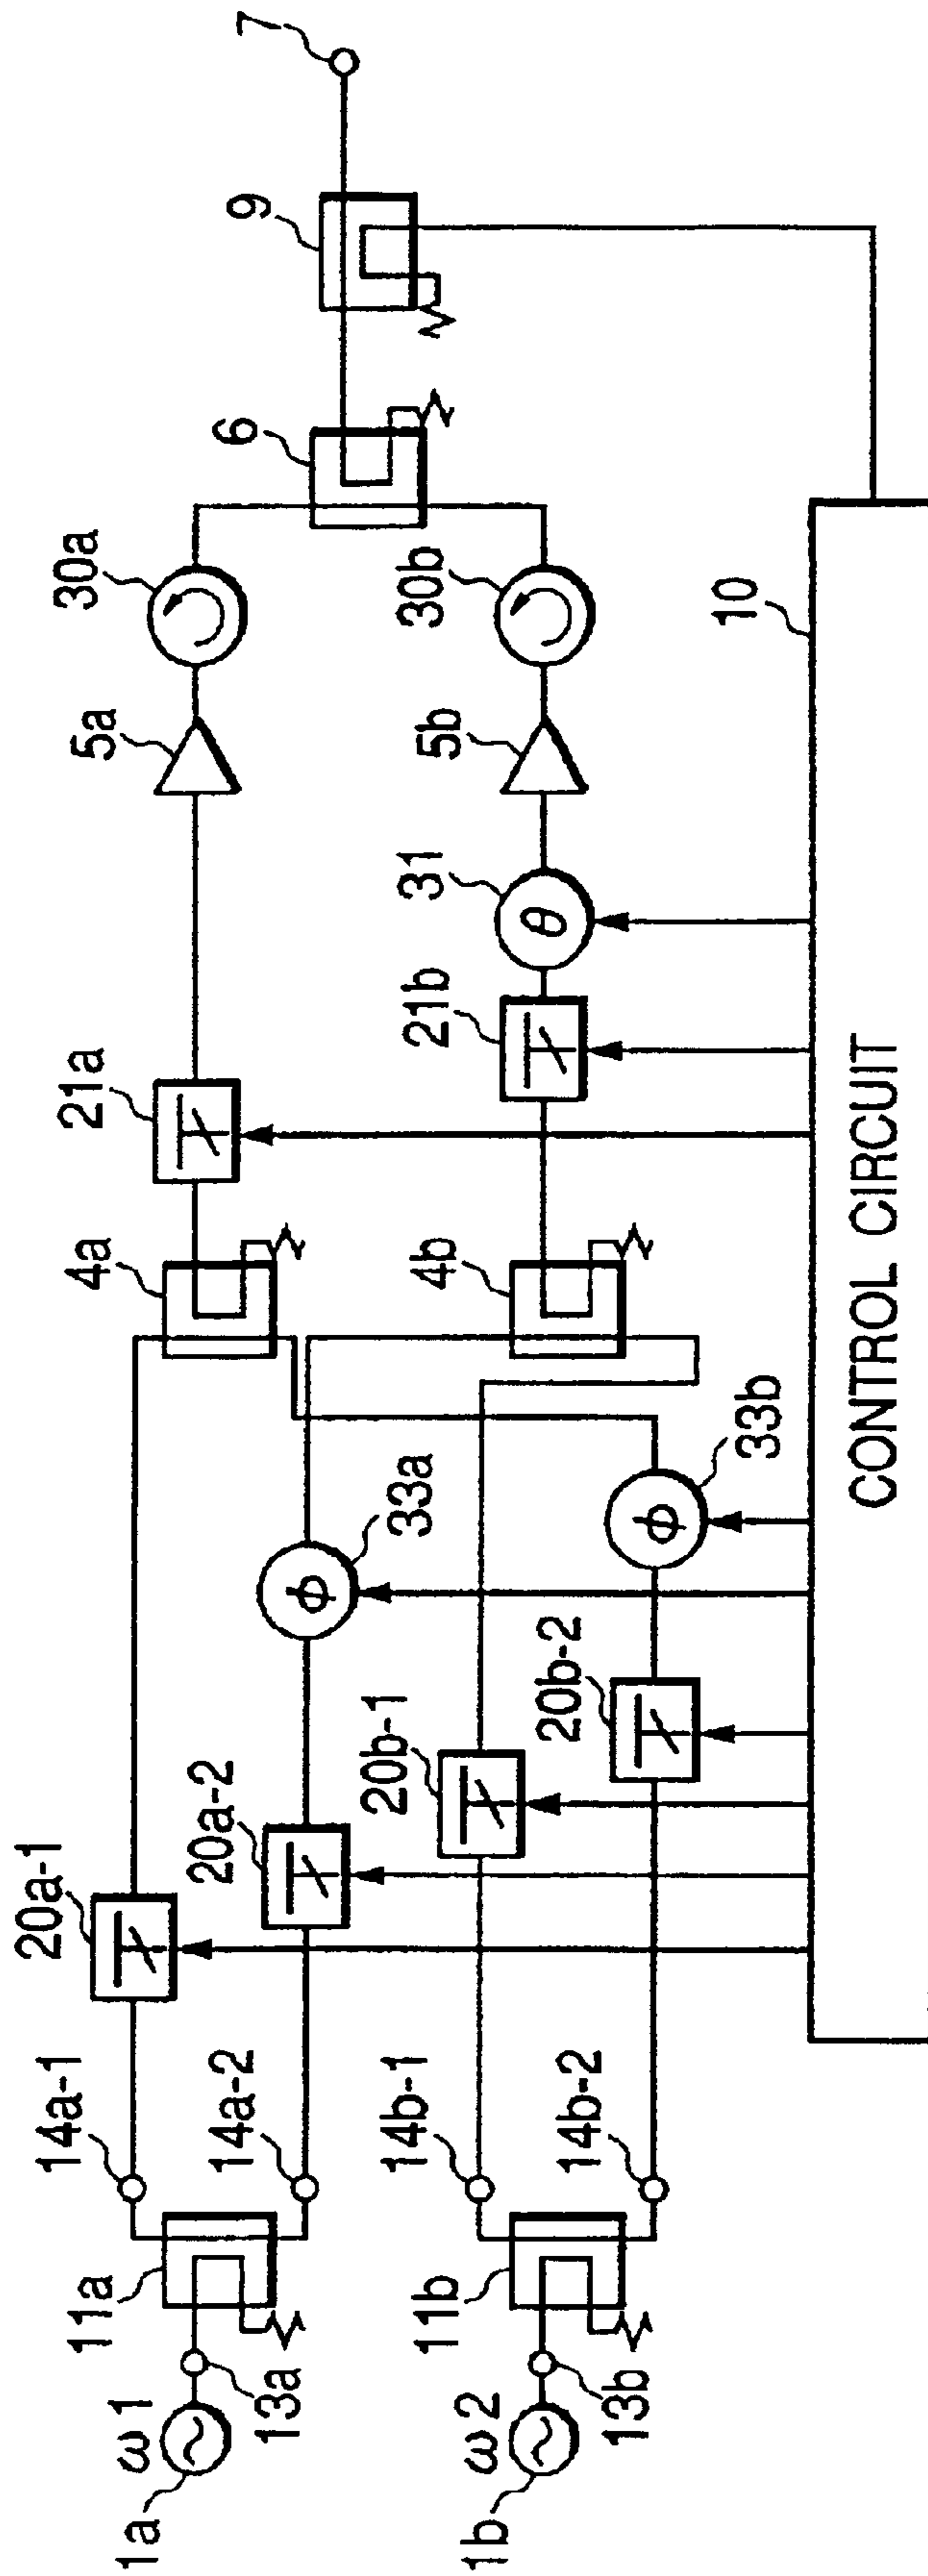 1a
ω1
13a
11a
14a-1
14a-2
20a-1
20a-2
33a
4a
21a
5a
30a
6
9
7
1b
ω2
13b
11b
14b-1
14b-2
20b-1
20b-2
33b
4b
21b
31
θ
5b
30b
ϕ
ϕ
10
CONTROL CIRCUIT